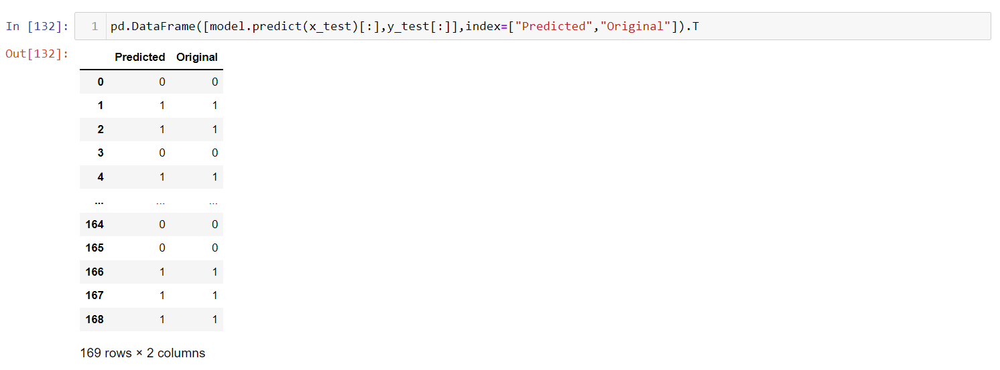 In [132]: 1 pd.DataFrame([model.predict(x_test)[:],y_test[:]],index=["Predicted","Original"]).T
Out[132]:
Predicted Original
0 0 0
1 1 1
2 1 1
3 0 0
4 1 1
... ... ...
164 0 0
165 0 0
166 1 1
167 1 1
168 1 1
169 rows × 2 columns